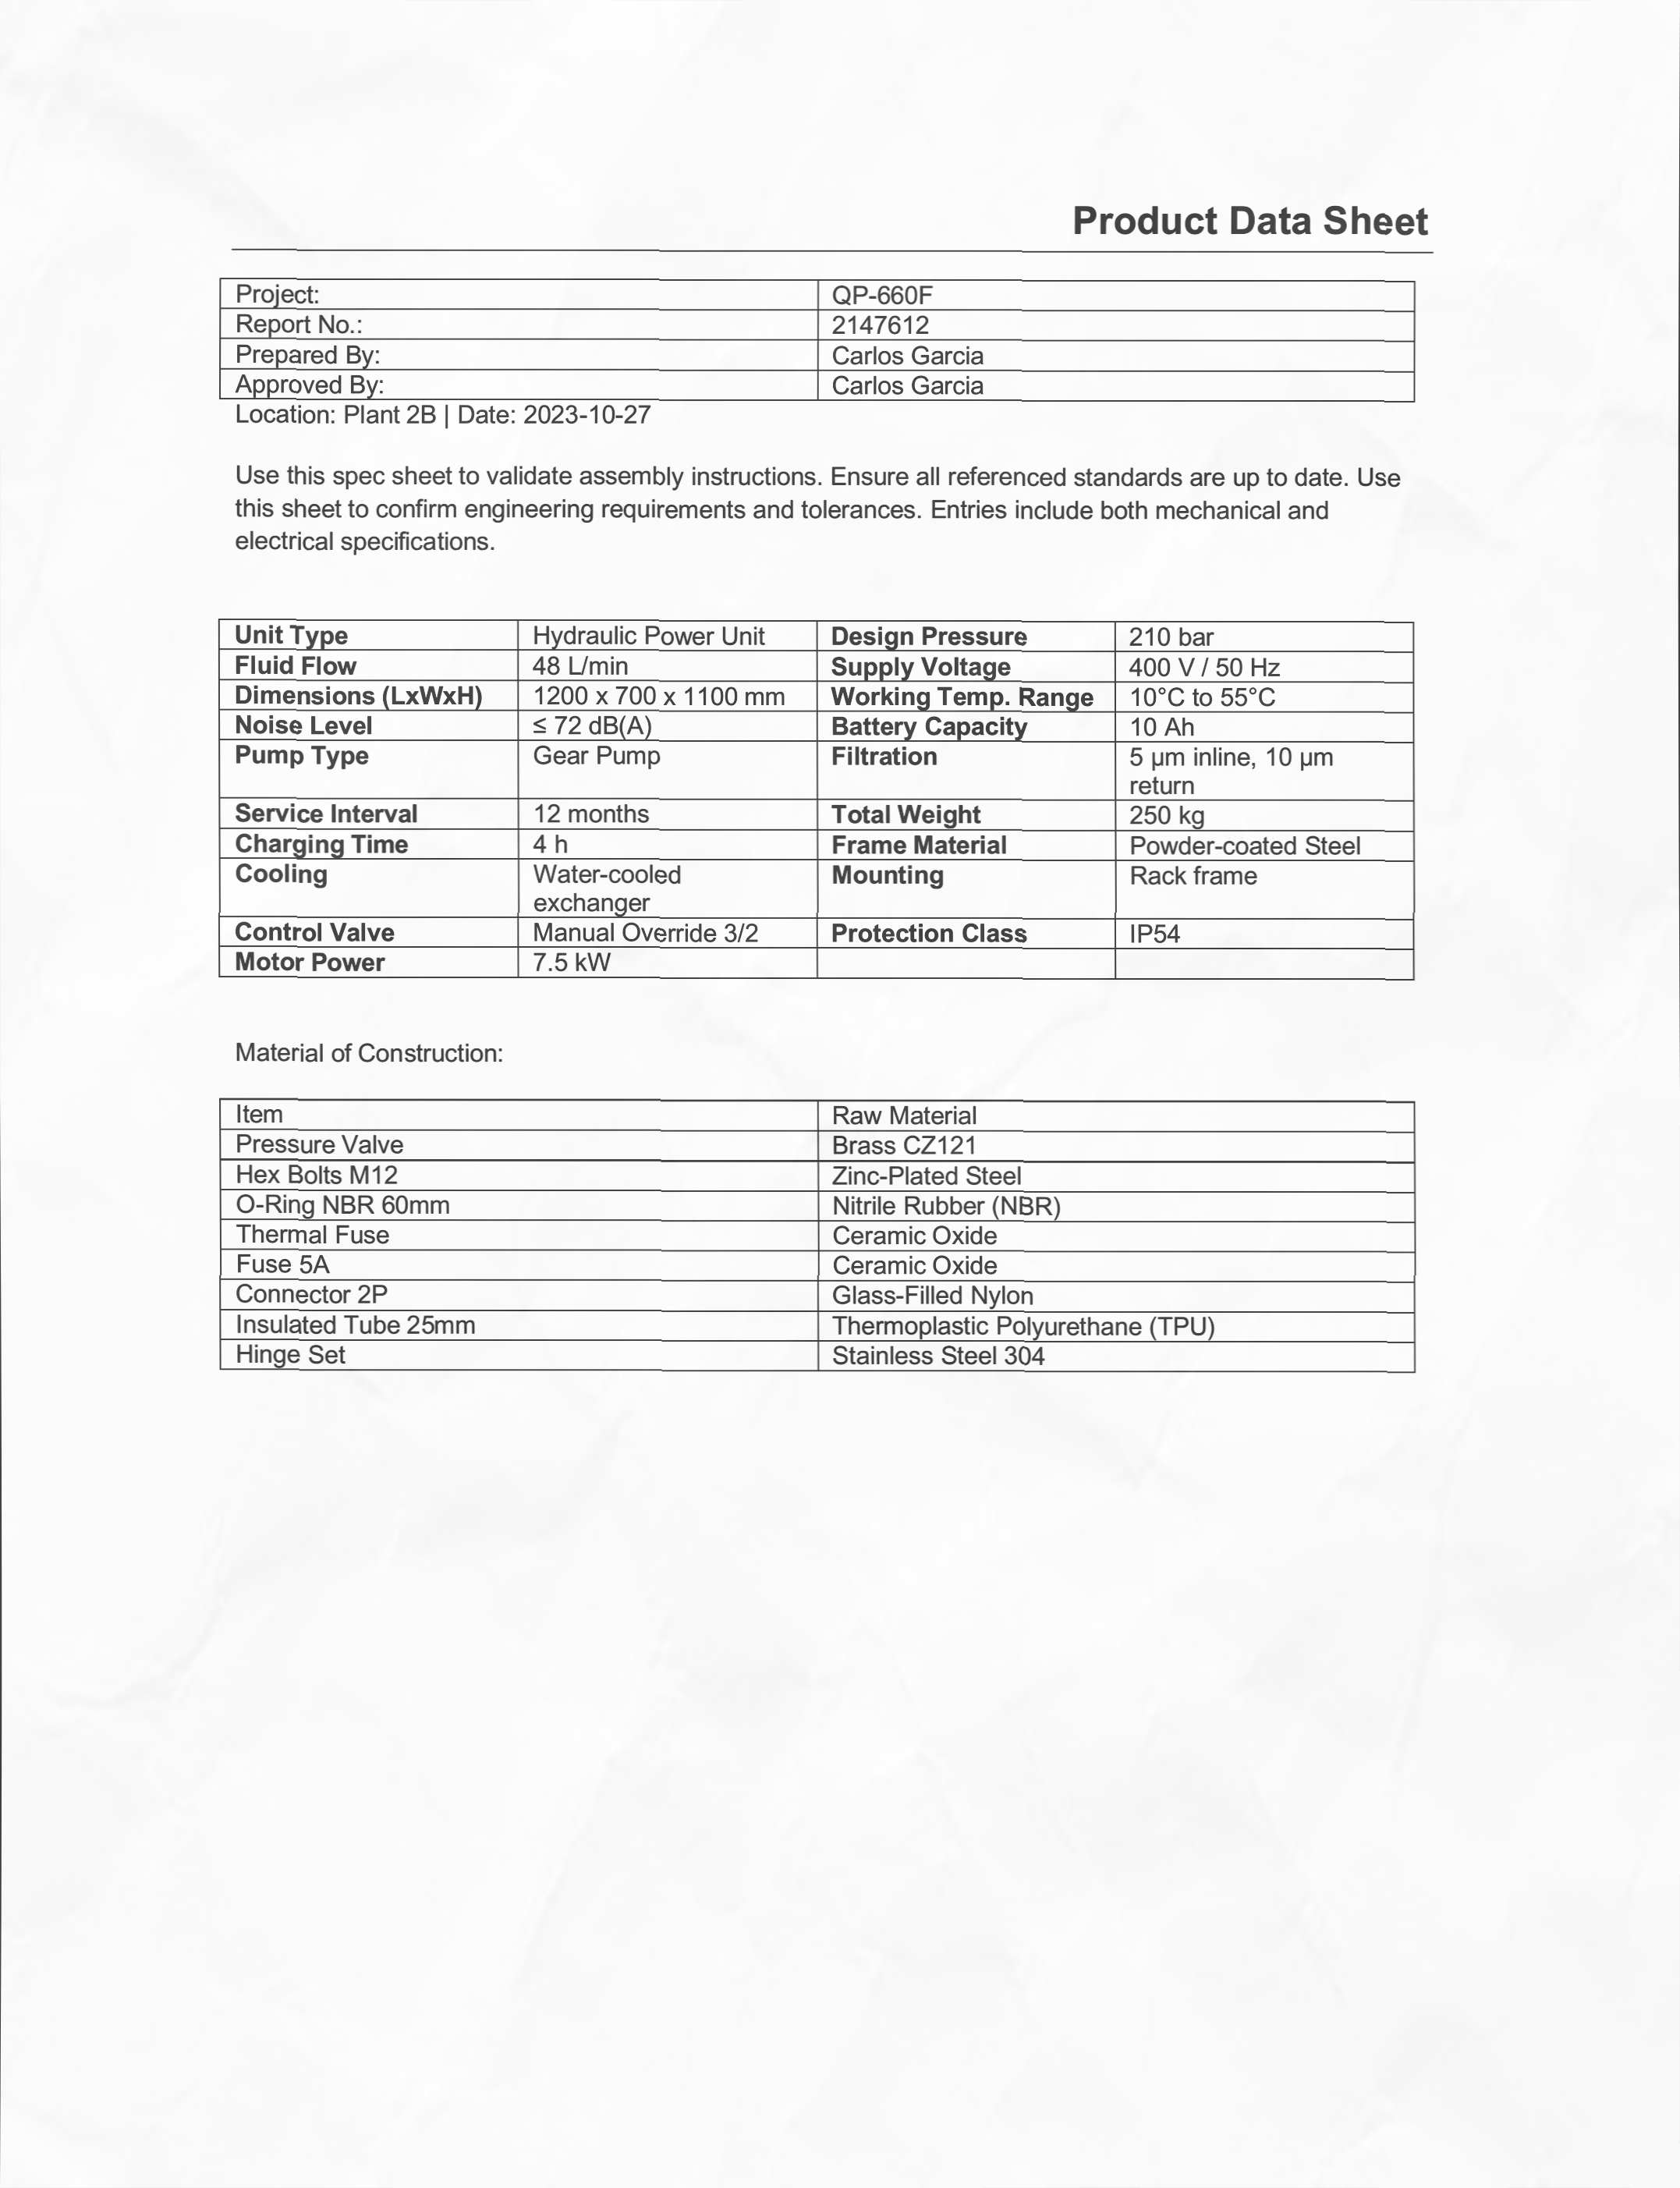 Product Data Sheet
Project: QP-660F
Report No.: 2147612
Prepared By: Carlos Garcia
Approved By: Carlos Garcia
Location: Plant 2B | Date: 2023-10-27
Use this spec sheet to validate assembly instructions. Ensure all referenced standards are up to date. Use
this sheet to confirm engineering requirements and tolerances. Entries include both mechanical and
electrical specifications.
Unit Type Hydraulic Power Unit Design Pressure 210 bar
Fluid Flow 48 L/min Supply Voltage 400 V / 50 Hz
Dimensions (LxWxH) 1200 x 700 x 1100 mm Working Temp. Range 10°C to 55°C
Noise Level ≤ 72 dB(A) Battery Capacity 10 Ah
Pump Type Gear Pump Filtration 5 µm inline, 10 µm
return
Service Interval 12 months Total Weight 250 kg
Charging Time 4 h Frame Material Powder-coated Steel
Cooling Water-cooled Mounting Rack frame
exchanger
Control Valve Manual Override 3/2 Protection Class IP54
Motor Power 7.5 kW
Material of Construction:
Item Raw Material
Pressure Valve Brass CZ121
Hex Bolts M12 Zinc-Plated Steel
O-Ring NBR 60mm Nitrile Rubber (NBR)
Thermal Fuse Ceramic Oxide
Fuse 5A Ceramic Oxide
Connector 2P Glass-Filled Nylon
Insulated Tube 25mm Thermoplastic Polyurethane (TPU)
Hinge Set Stainless Steel 304